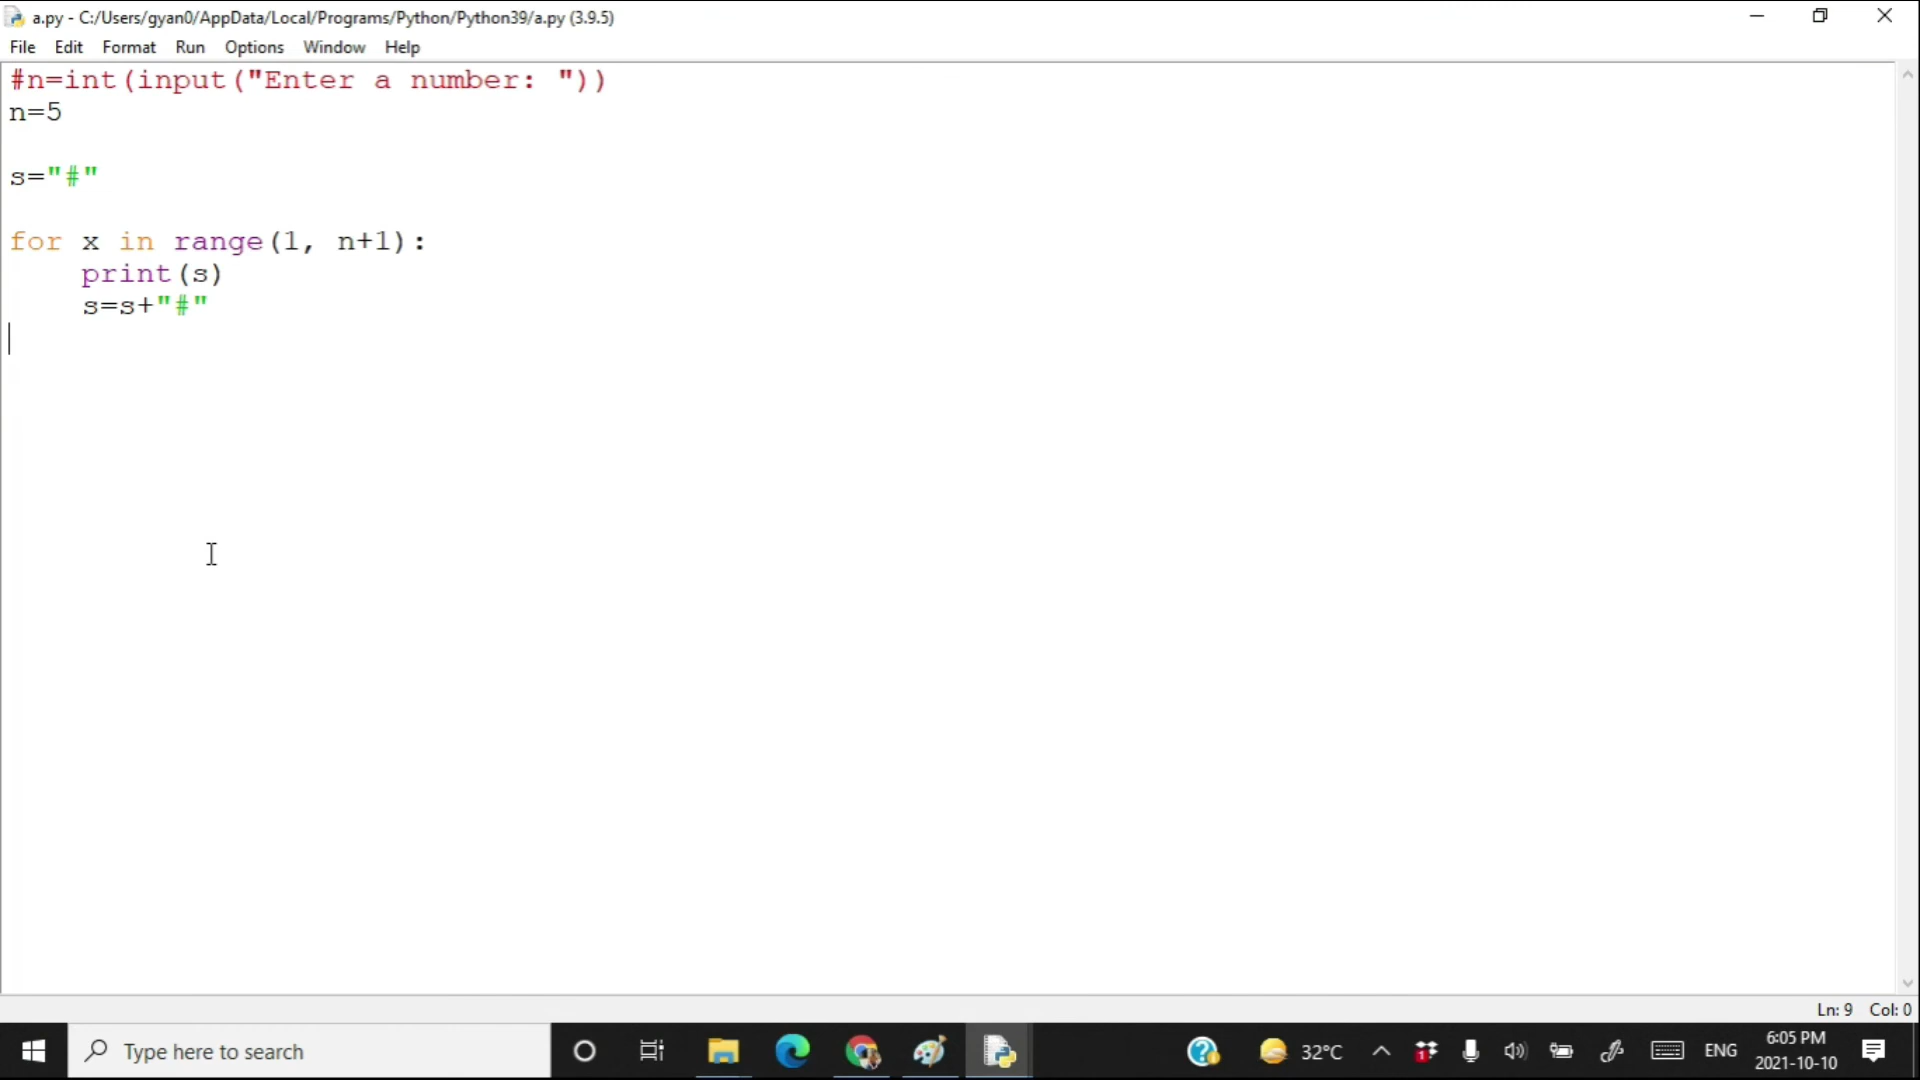 a.py - C:/Users/gyan0/AppData/Local/Programs/Python/Python39/a.py (3.9.5)
File Edit Format Run Options Window Help
#n=int(input("Enter a number: "))
n=5
s="#"
for x in range(1, n+1):
    print(s)
    s=s+"#"
Ln: 9 Col: 0
Type here to search
32°C
1
ENG
6:05 PM
2021-10-10